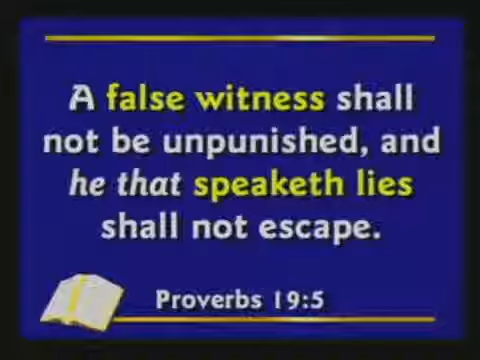 A false witness shall
not be unpunished, and
he that speaketh lies
shall not escape.
Proverbs 19:5